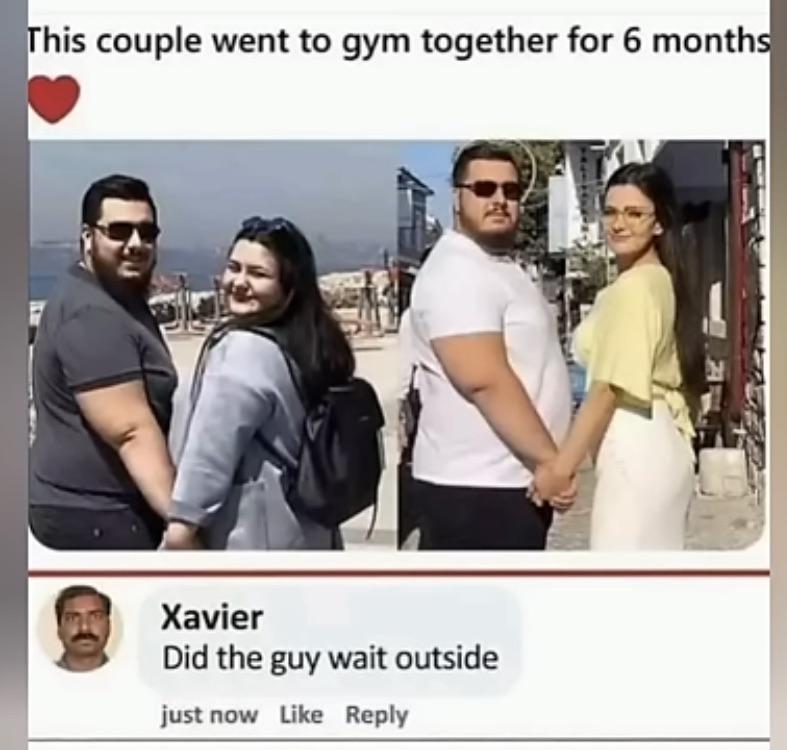 This couple went to gym together for 6 months
❤️
Xavier
Did the guy wait outside
just now Like Reply